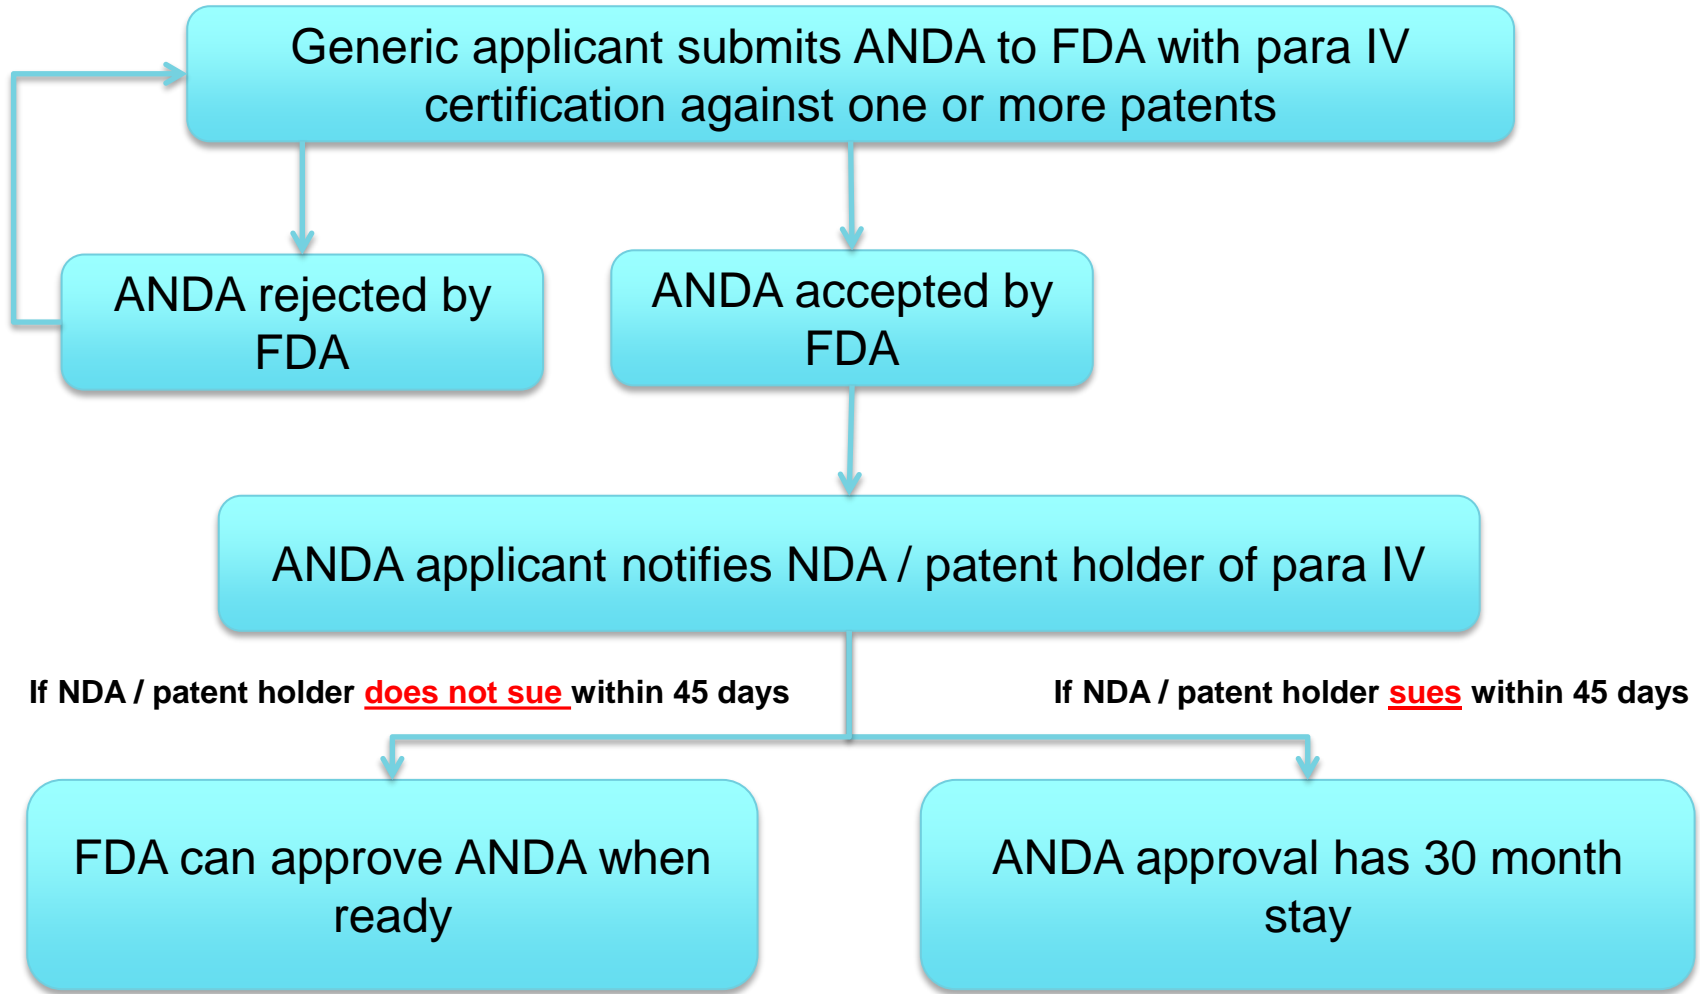 Generic applicant submits ANDA to FDA with para IV
certification against one or more patents
ANDA rejected by
FDA
ANDA accepted by
FDA
ANDA applicant notifies NDA / patent holder of para IV
If NDA / patent holder does not sue within 45 days
If NDA / patent holder sues within 45 days
FDA can approve ANDA when
ready
ANDA approval has 30 month
stay